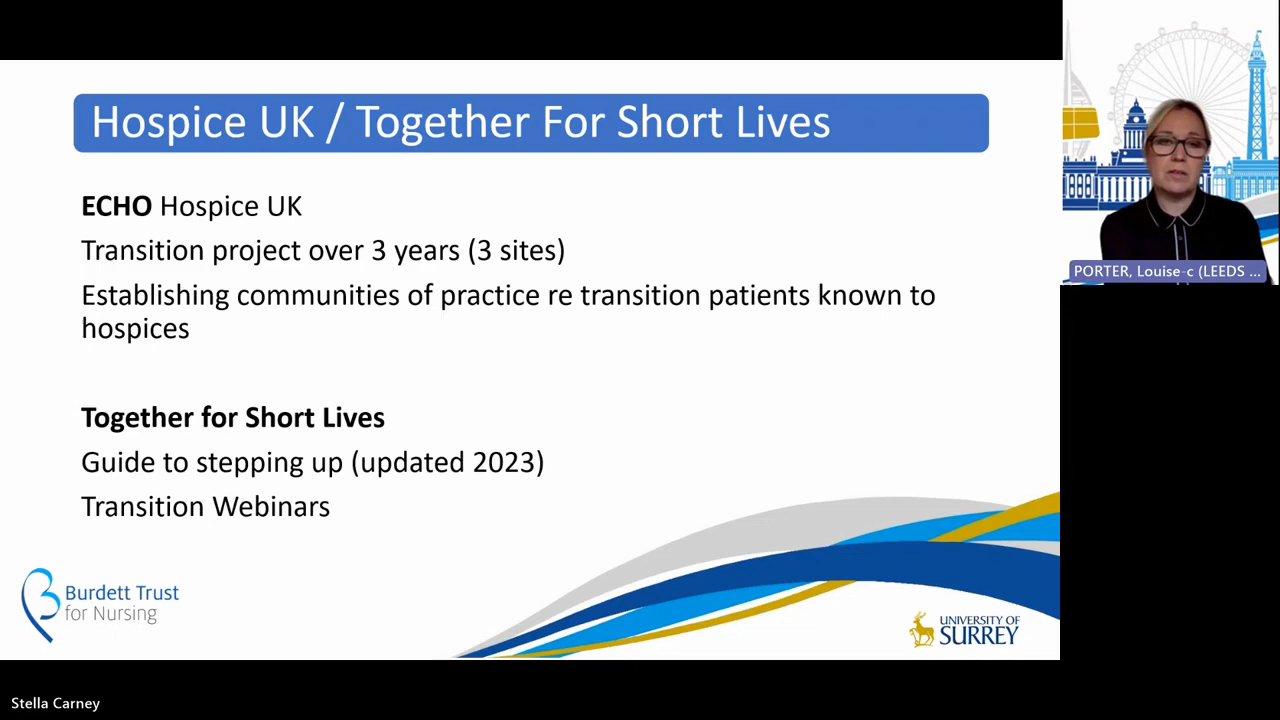 Hospice UK / Together For Short Lives
ECHO Hospice UK
Transition project over 3 years (3 sites)
Establishing communities of practice re transition patients known to
hospices
Together for Short Lives
Guide to stepping up (updated 2023)
Transition Webinars
Burdett Trust
for Nursing
UNIVERSITY OF
SURREY
PORTER, Louise-c (LEEDS ...
Stella Carney